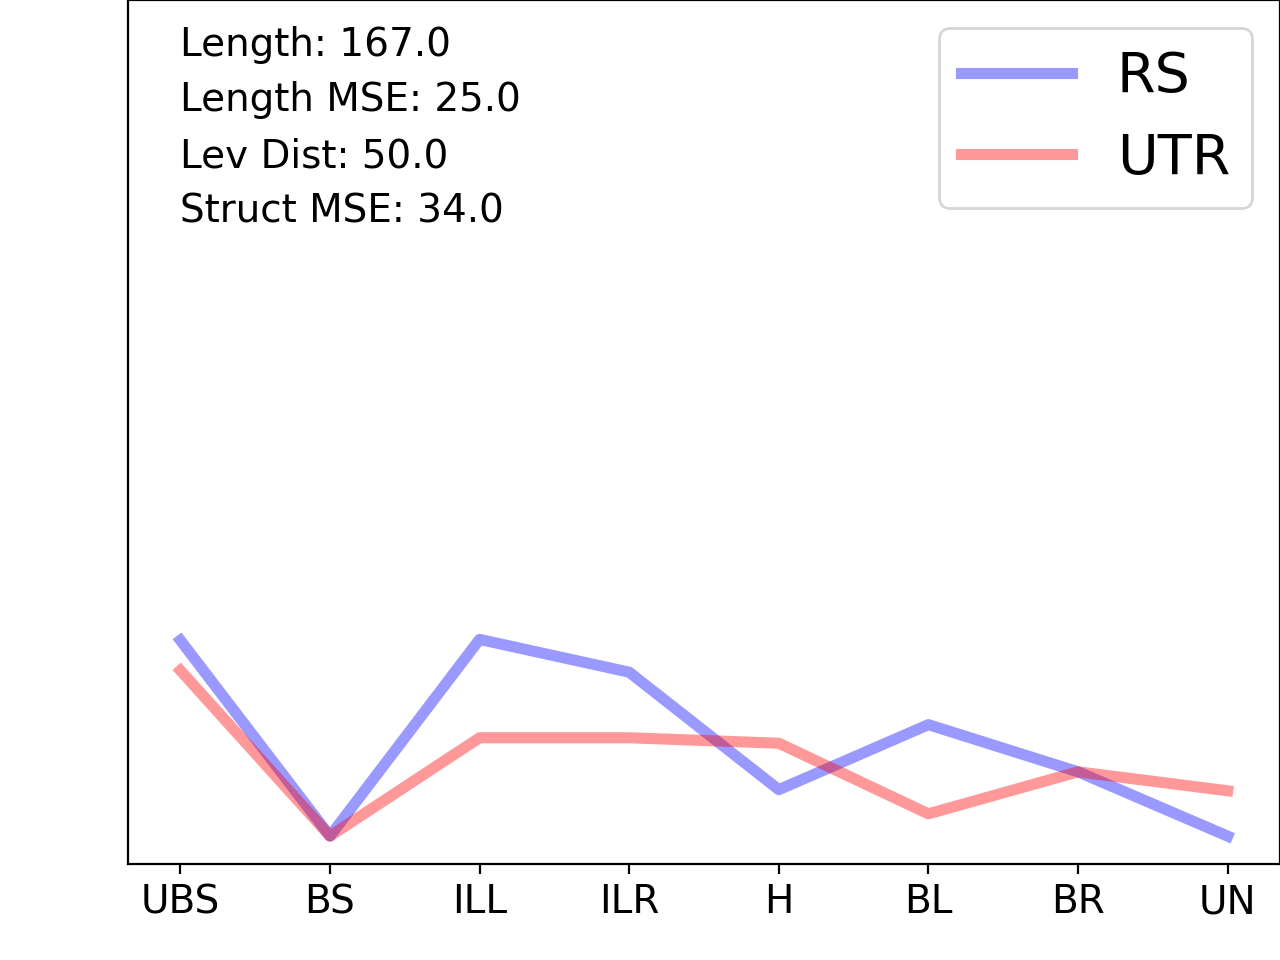 Length: 167.0
Length MSE: 25.0
Lev Dist: 50.0
Struct MSE: 34.0
RS
UTR
UBS BS ILL ILR H BL BR UN